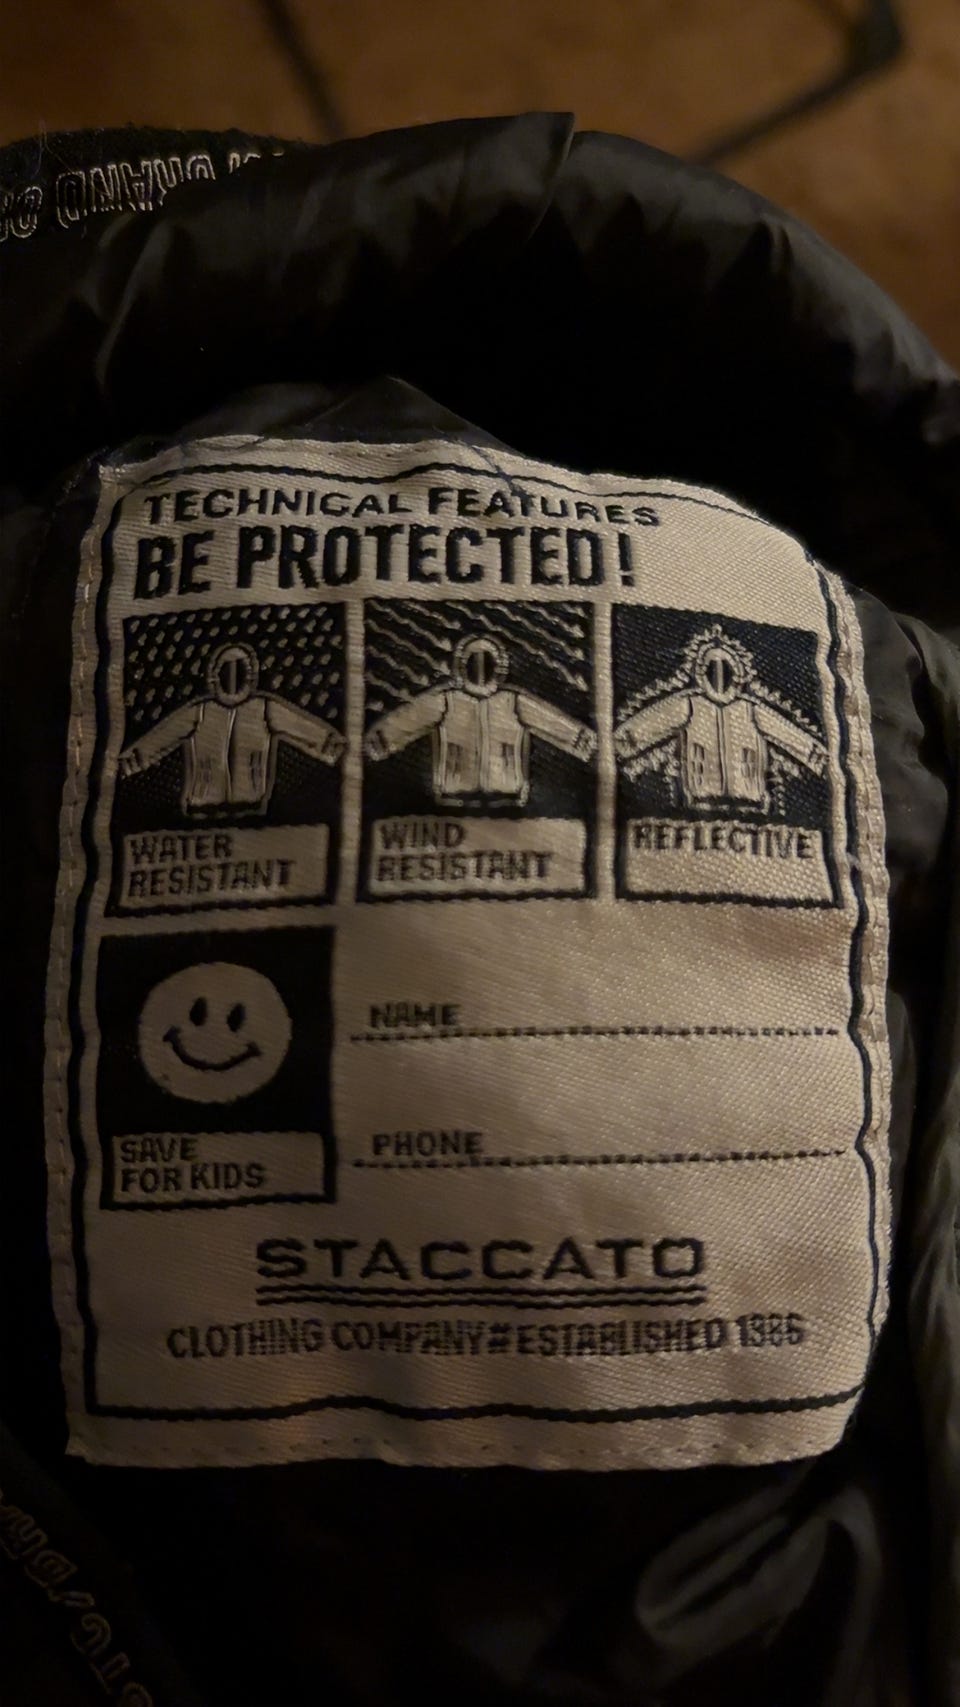 TECHNICAL FEATURES
BE PROTECTED!
WATER
RESISTANT
WIND
RESISTANT
REFLECTIVE
SAVE
FOR KIDS
NAME
PHONE
STACCATO
CLOTHING COMPANY#ESTABLISHED 1986